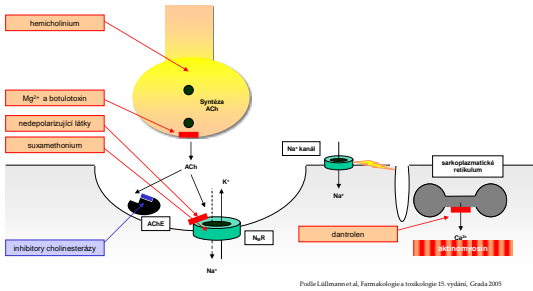 hemicholinium
Mg²⁺ a botulotoxin
nedepolarizující látky
suxamethonium
Syntéza
ACh
ACh
AChE
inhibitory cholinesterázy
K⁺
NMR
Na⁺
Na⁺ kanál
Na⁺
sarkoplazmatické
retikulum
dantrolen
Ca²⁺
aktinomyosin
Podle Lüllmann et al, Farmakologie a toxikologie 15. vydání, Grada 2005